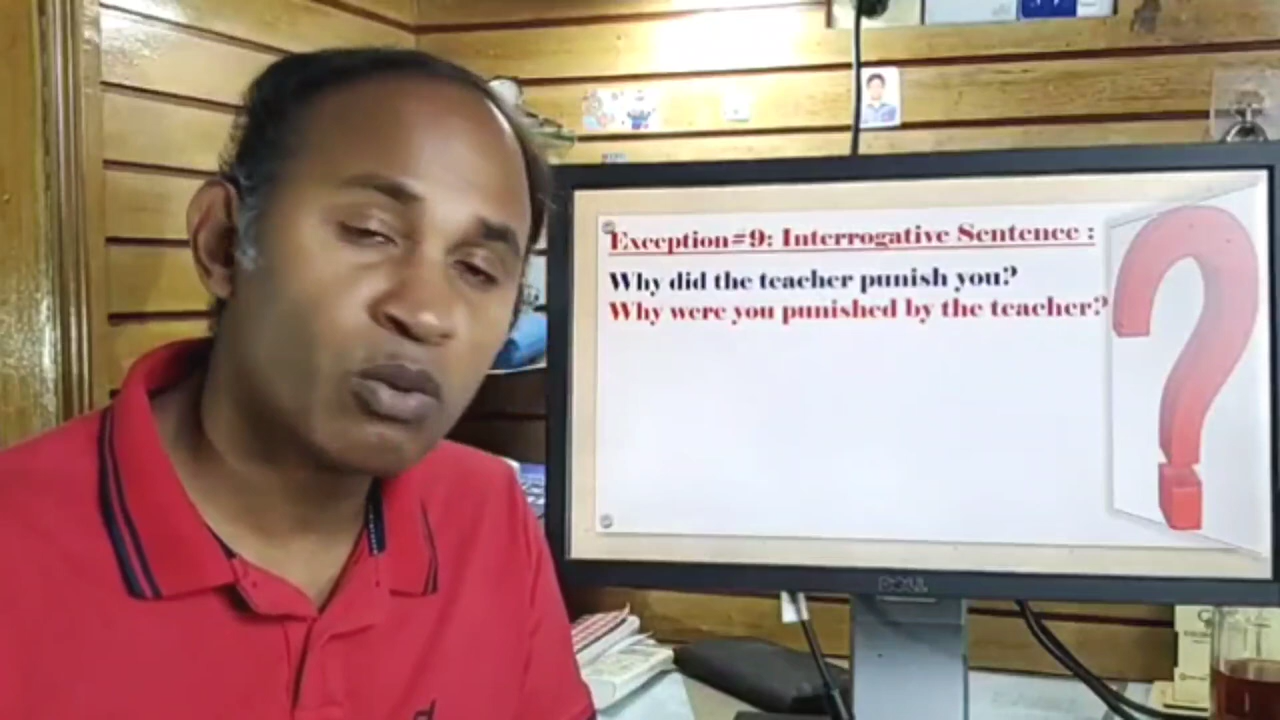 Exception#9: Interrogative Sentence :
Why did the teacher punish you?
Why were you punished by the teacher?
DELL